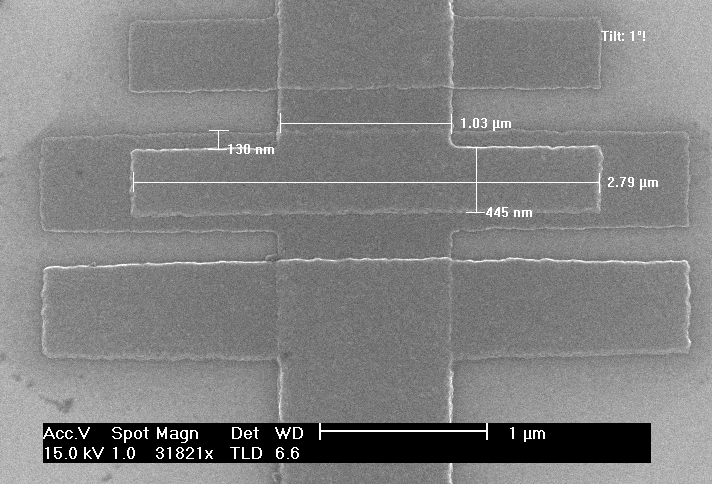 Tilt: 1°!
1.03 µm
130 nm
2.79 µm
445 nm
Acc.V Spot Magn Det WD 1 µm
15.0 kV 1.0 31821x TLD 6.6